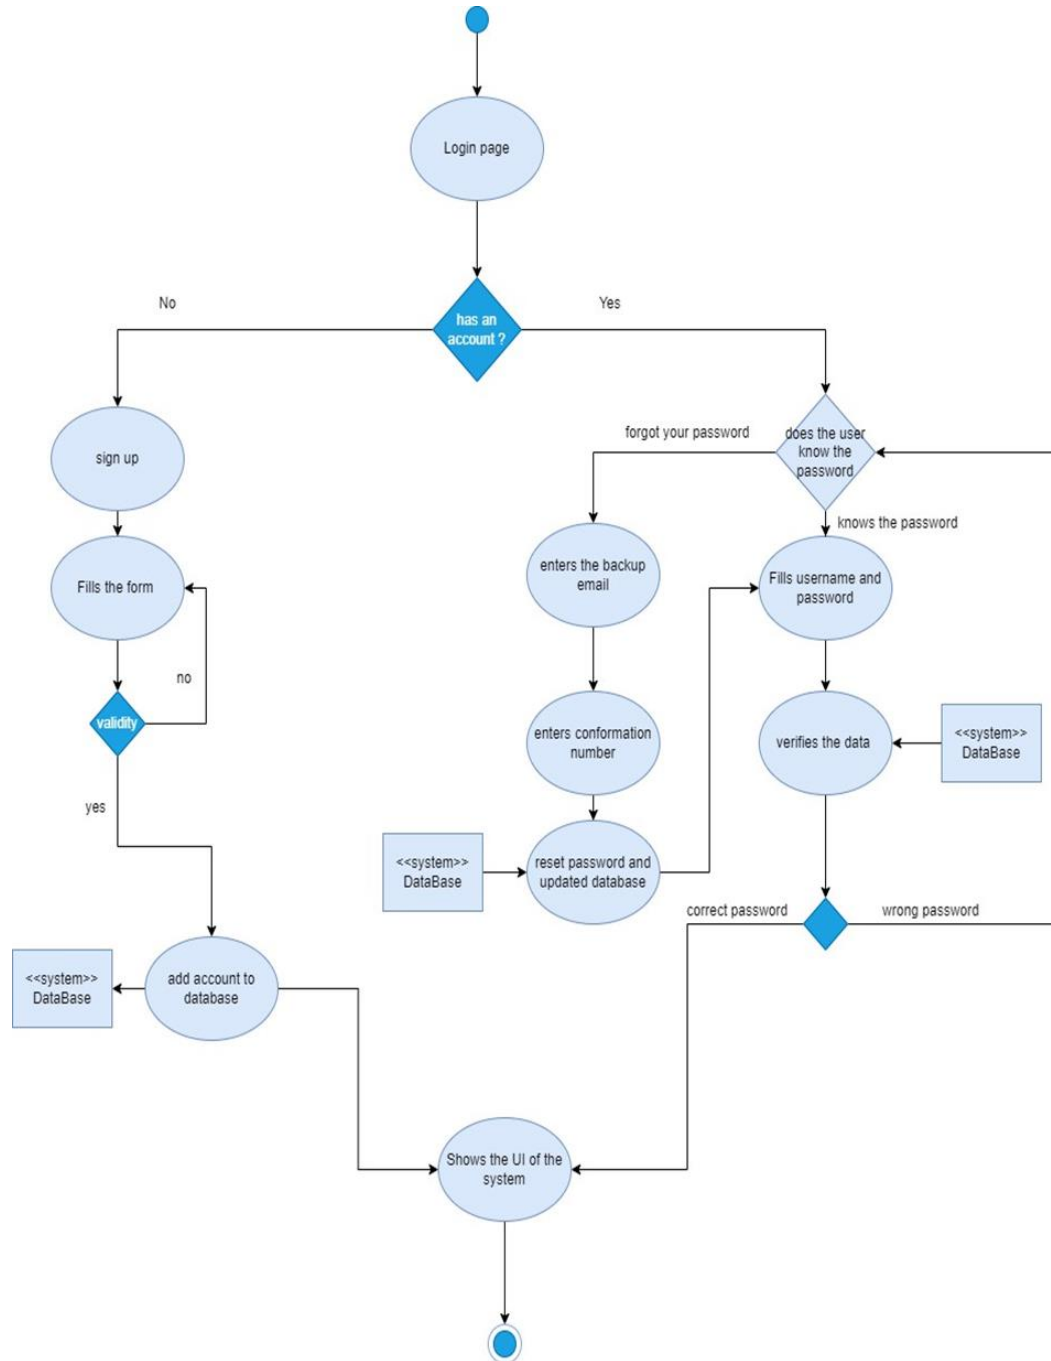 Login page
No
Yes
has an
account ?
forgot your password
does the user
know the
password
sign up
knows the password
enters the backup
email
Fills username and
password
Fills the form
no
validity
enters conformation
number
verifies the data
<<system>>
DataBase
yes
<<system>>
DataBase
reset password and
updated database
correct password
wrong password
<<system>>
DataBase
add account to
database
Shows the UI of the
system